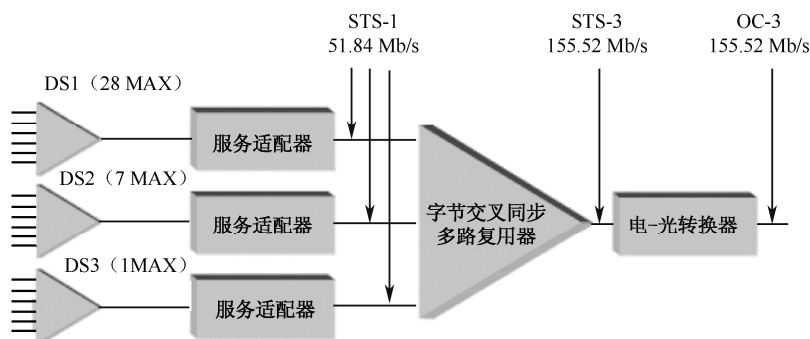 STS-1
51.84 Mb/s
STS-3
155.52 Mb/s
OC-3
155.52 Mb/s
DS1（28 MAX）
服务适配器
DS2（7 MAX）
服务适配器
字节交叉同步
多路复用器
电-光转换器
DS3（1MAX）
服务适配器